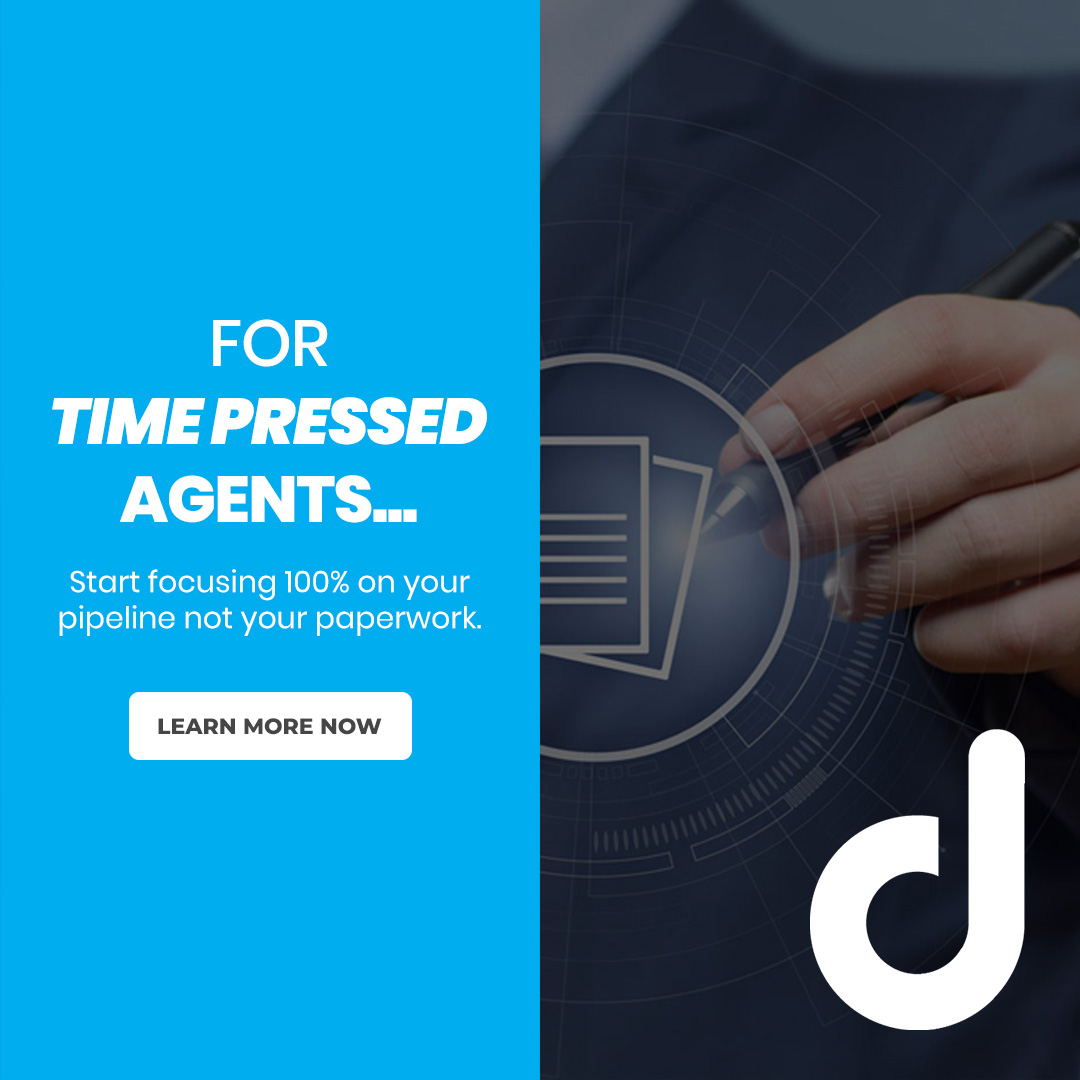 FOR
TIME PRESSED
AGENTS...
Start focusing 100% on your
pipeline not your paperwork.
LEARN MORE NOW
d